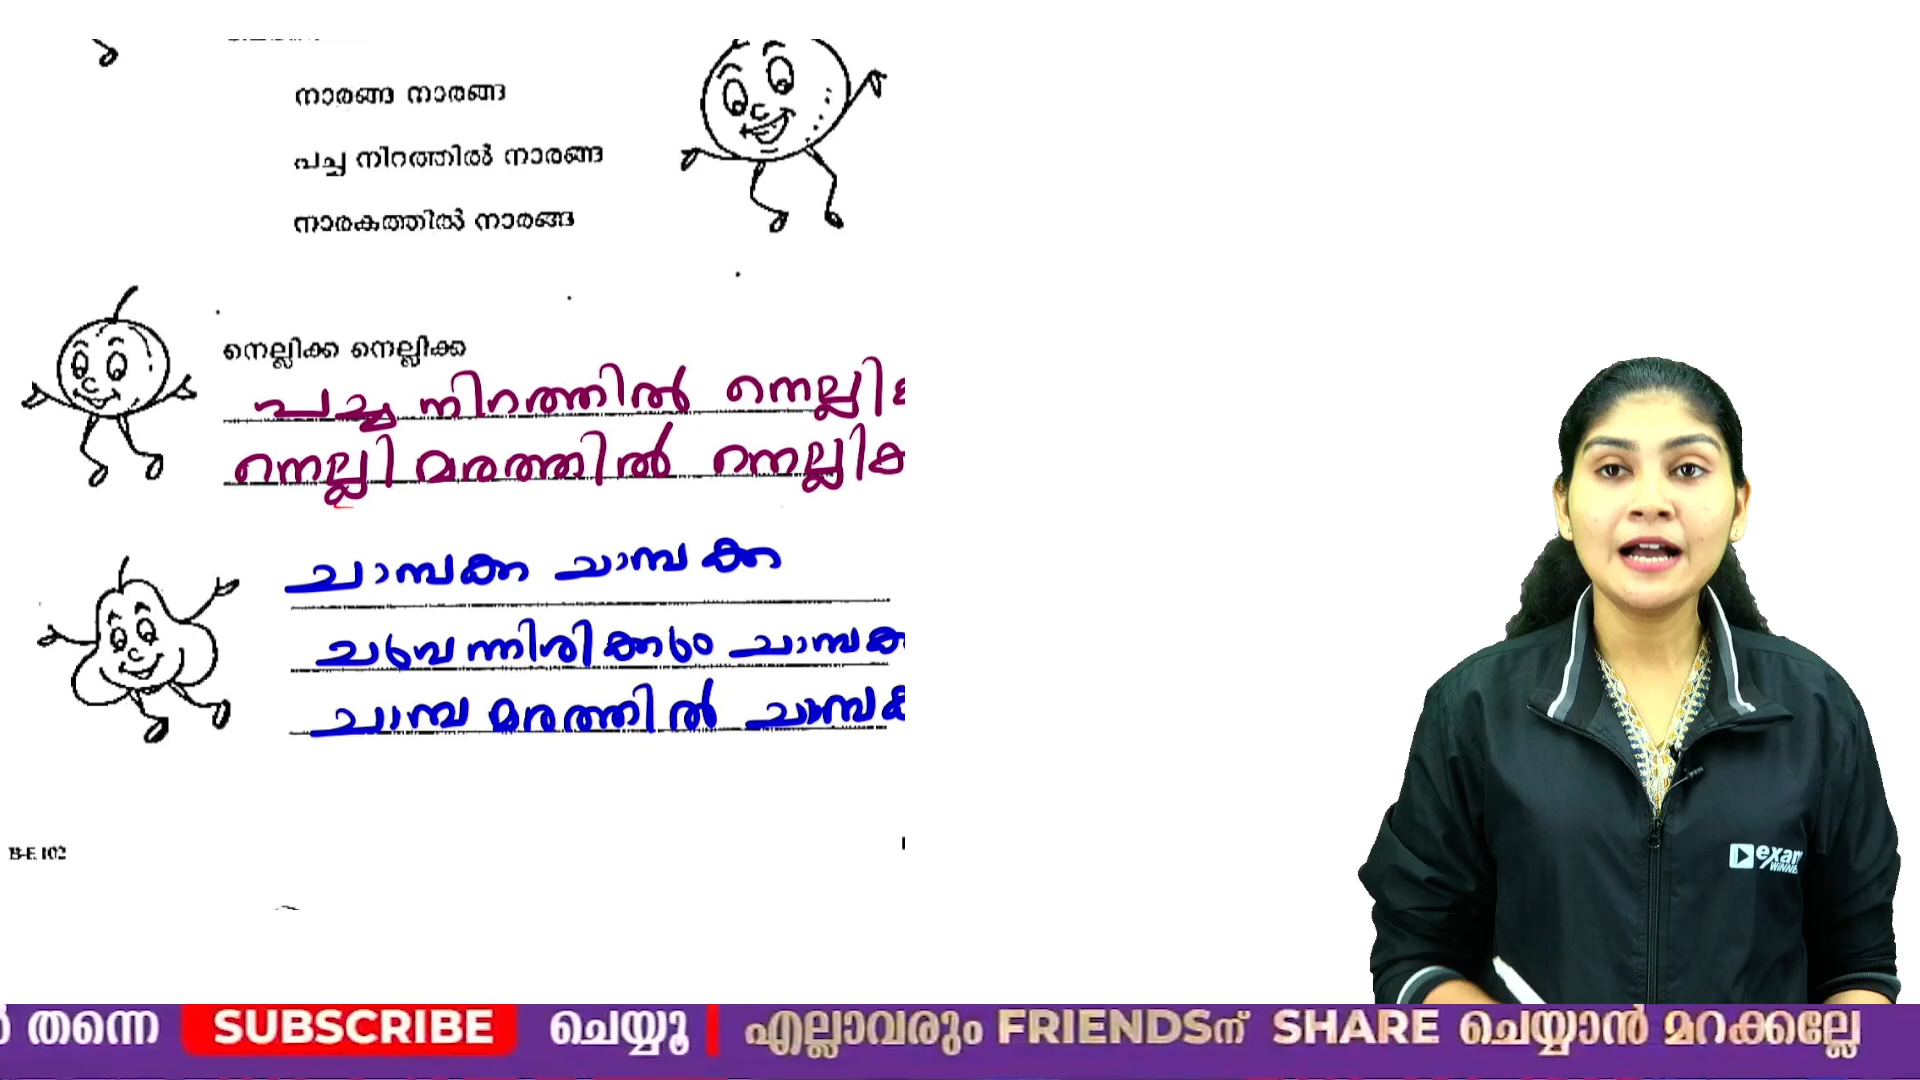 നാരങ്ങ നാരങ്ങ
പച്ച നിറത്തിൽ നാരങ്ങ
നാരകത്തിൽ നാരങ്ങ
നെല്ലിക്ക നെല്ലിക്ക
പച്ച നിറത്തിൽ
നെല്ലി മരത്തിൽ
ചാമ്പക്ക ചാമ്പക്ക
ചാമ്പ മരത്തിൽ
B-E 102
exam
തന്നെ SUBSCRIBE ചെയ്യൂ എല്ലാവരും FRIENDSന് SHARE ചെയ്യാൻ മറക്കല്ലേ